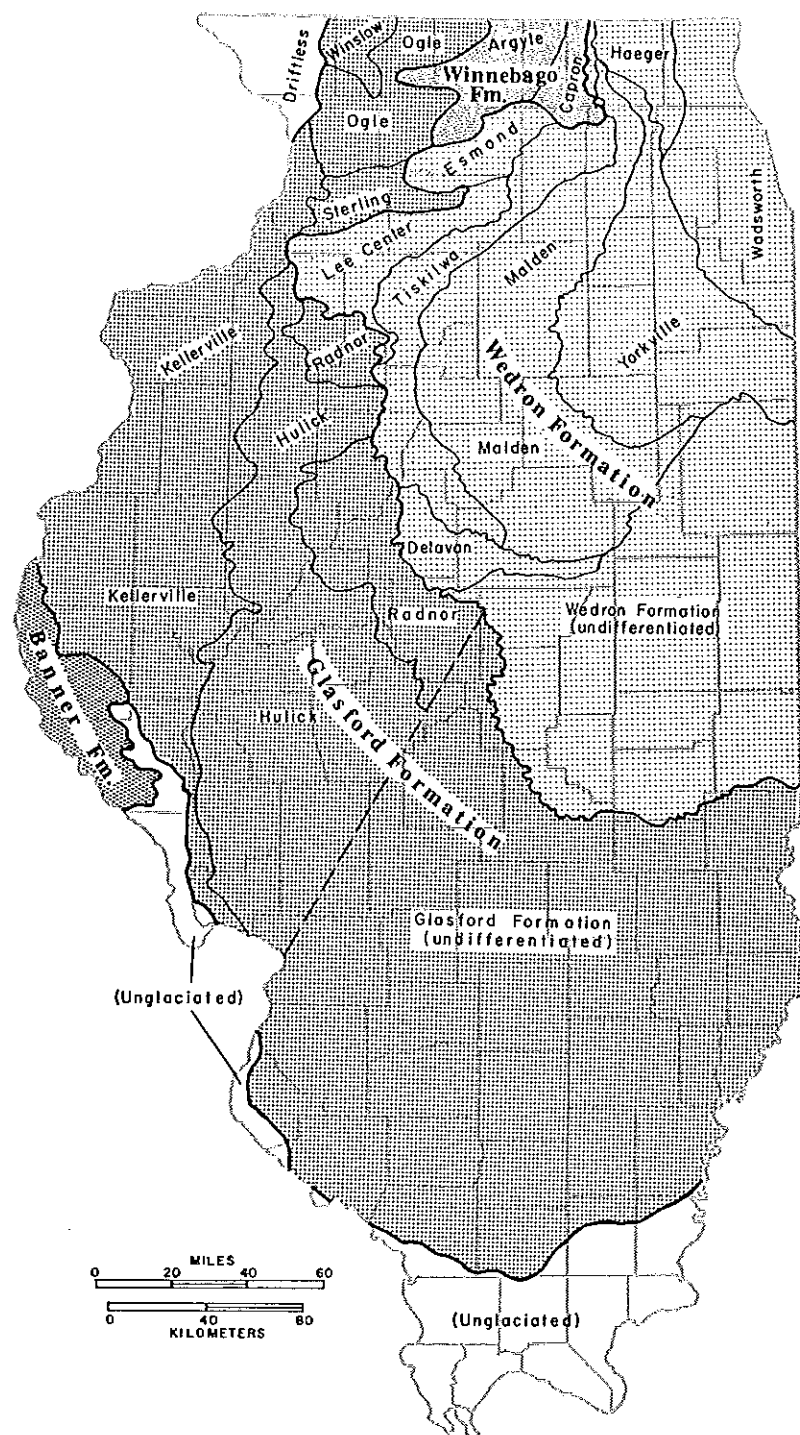 Driftless
Winslow
Ogle
Argyle
Winnebago
Fm.
Capron
Haeger
Ogle
Esmond
Sterling
Lee Center
Tiskilwa
Malden
Wadsworth
Kellerville
Radnor
Yorkville
Wedron Formation
Hulick
Malden
Delavan
Kellerville
Radnor
Wedron Formation
(undifferentiated)
Banner Fm.
Hulick
Glasford Formation
Glasford Formation
(undifferentiated)
(Unglaciated)
MILES
0 20 40 60
0 40 80
KILOMETERS
(Unglaciated)